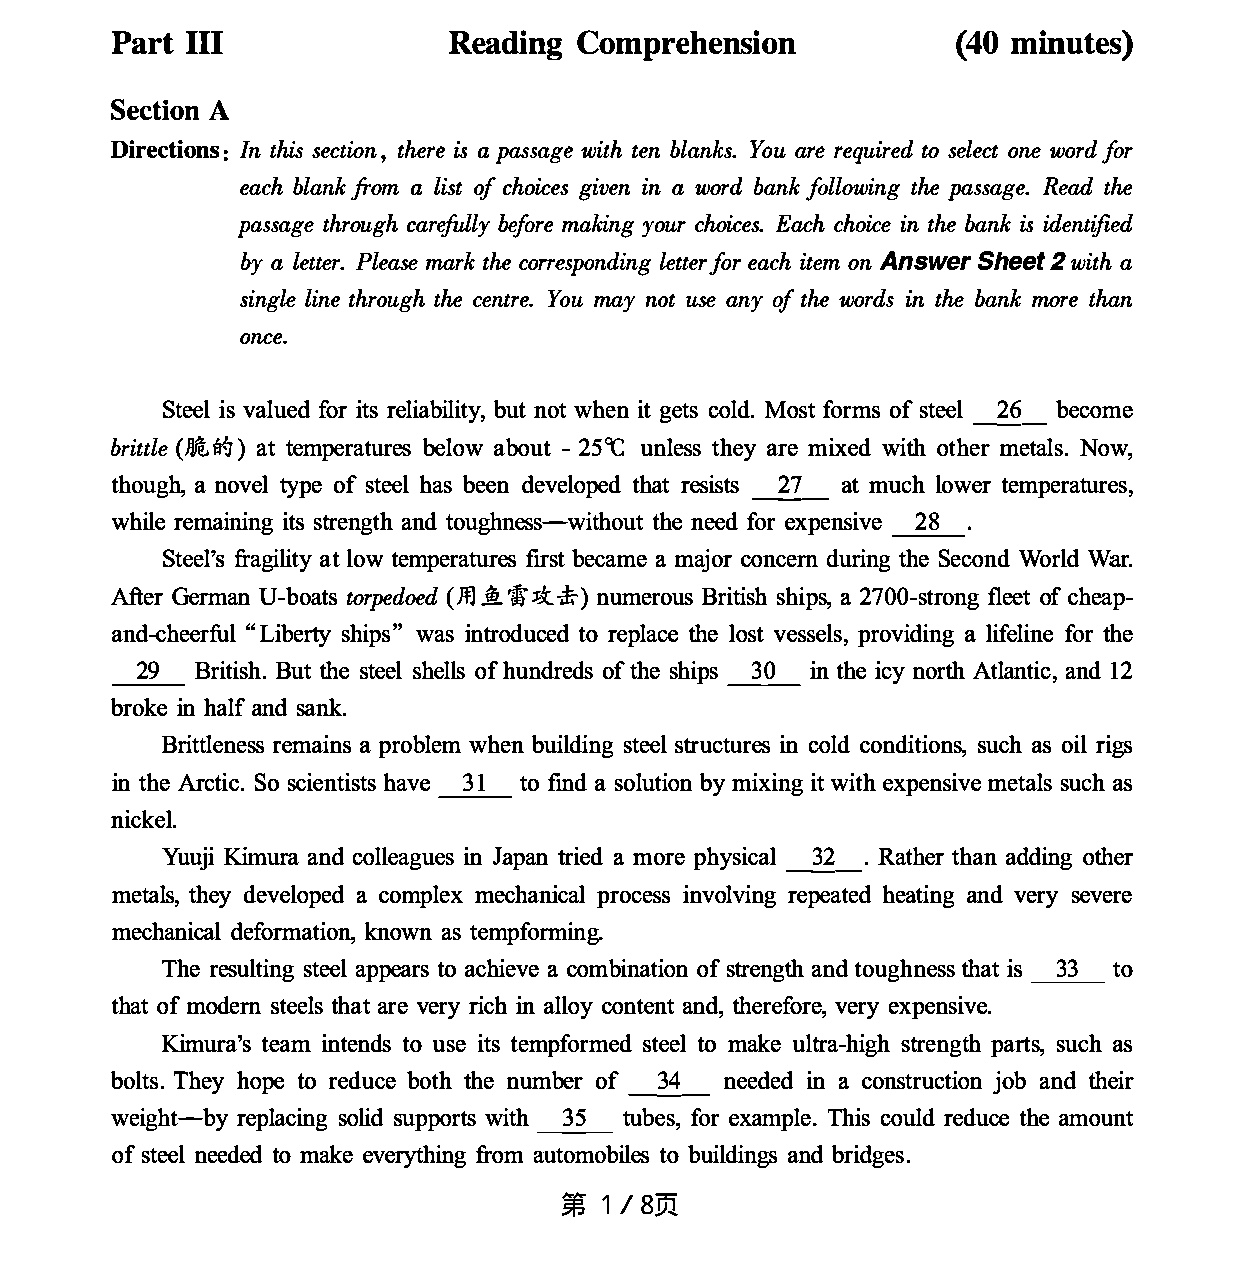 Part III Reading Comprehension (40 minutes)
Section A
Directions: In this section, there is a passage with ten blanks. You are required to select one word for
each blank from a list of choices given in a word bank following the passage. Read the
passage through carefully before making your choices. Each choice in the bank is identified
by a letter. Please mark the corresponding letter for each item on Answer Sheet 2 with a
single line through the centre. You may not use any of the words in the bank more than
once.
Steel is valued for its reliability, but not when it gets cold. Most forms of steel __26__ become
brittle (脆的) at temperatures below about -25℃ unless they are mixed with other metals. Now,
though, a novel type of steel has been developed that resists __27__ at much lower temperatures,
while remaining its strength and toughness—without the need for expensive __28__.
Steel's fragility at low temperatures first became a major concern during the Second World War.
After German U-boats torpedoed (用鱼雷攻击) numerous British ships, a 2700-strong fleet of cheap-
and-cheerful “Liberty ships” was introduced to replace the lost vessels, providing a lifeline for the
__29__ British. But the steel shells of hundreds of the ships __30__ in the icy north Atlantic, and 12
broke in half and sank.
Brittleness remains a problem when building steel structures in cold conditions, such as oil rigs
in the Arctic. So scientists have __31__ to find a solution by mixing it with expensive metals such as
nickel.
Yuuji Kimura and colleagues in Japan tried a more physical __32__. Rather than adding other
metals, they developed a complex mechanical process involving repeated heating and very severe
mechanical deformation, known as tempforming.
The resulting steel appears to achieve a combination of strength and toughness that is __33__ to
that of modern steels that are very rich in alloy content and, therefore, very expensive.
Kimura's team intends to use its tempformed steel to make ultra-high strength parts, such as
bolts. They hope to reduce both the number of __34__ needed in a construction job and their
weight—by replacing solid supports with __35__ tubes, for example. This could reduce the amount
of steel needed to make everything from automobiles to buildings and bridges.
第 1 / 8页